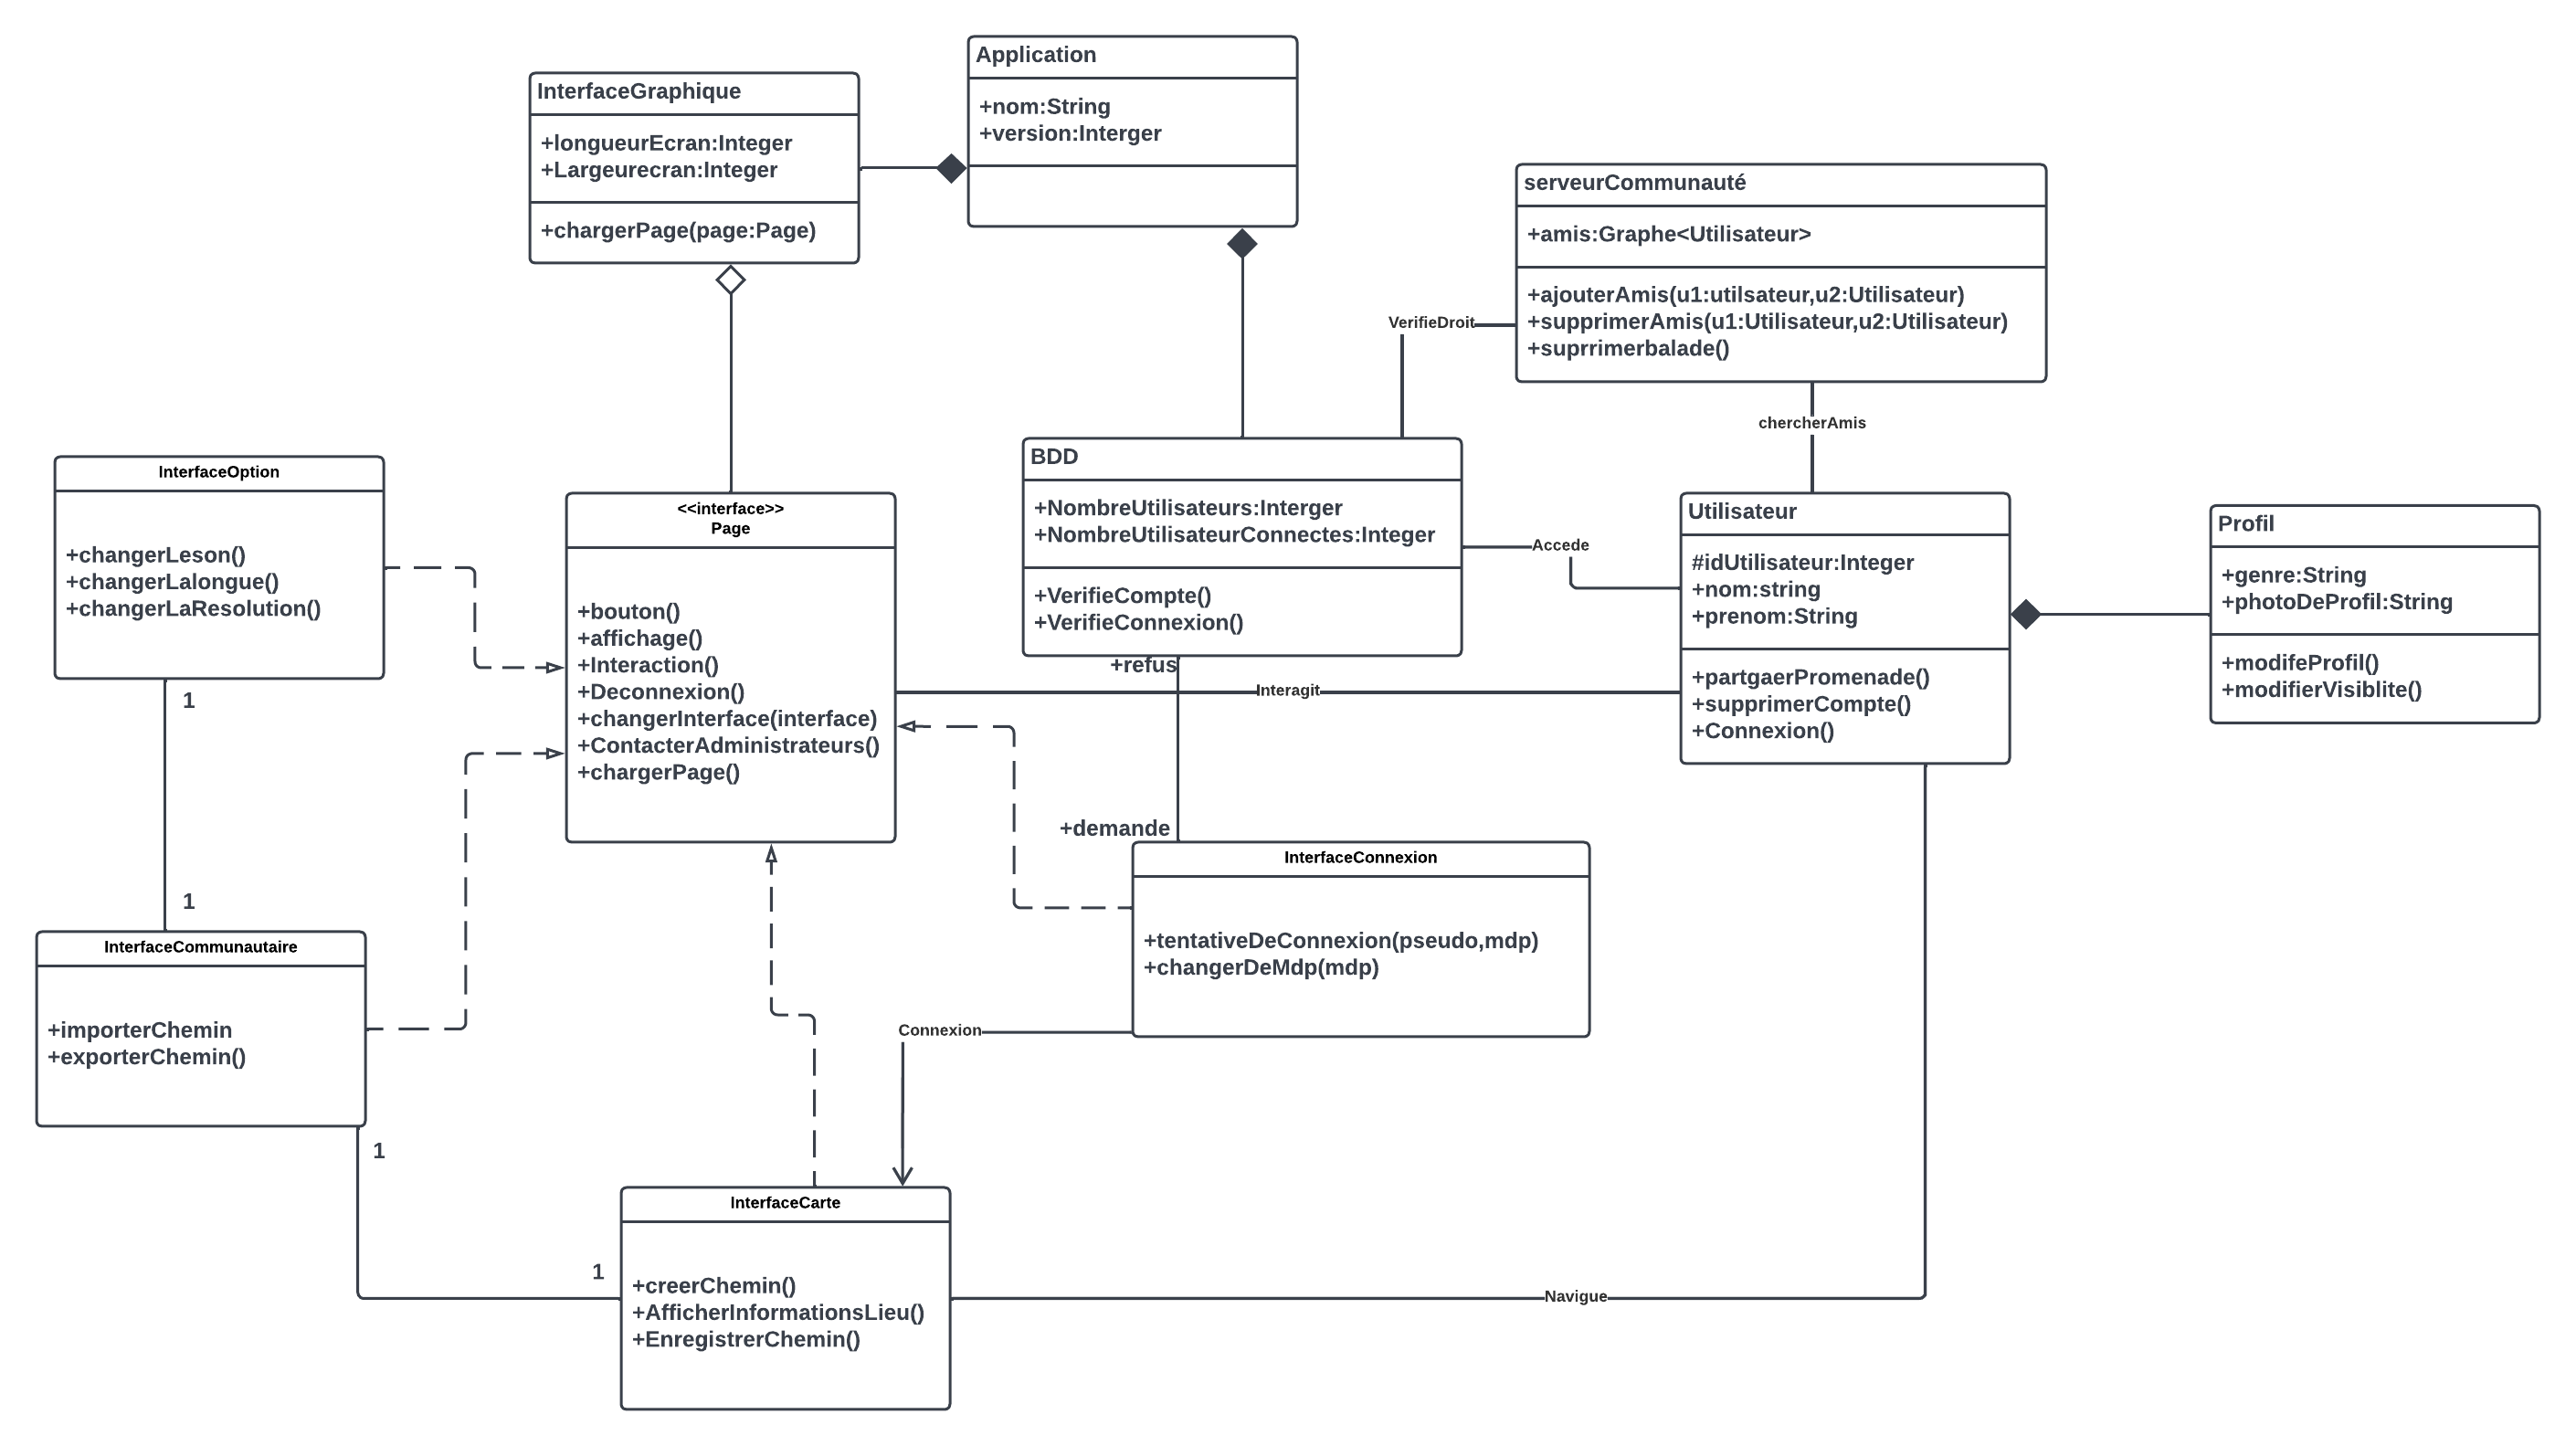 Application
+nom:String
+version:Interger
InterfaceGraphique
+longueurEcran:Integer
+Largeurecran:Integer
+chargerPage(page:Page)
serveurCommunauté
+amis:Graphe<Utilisateur>
+ajouterAmis(u1:utilsateur,u2:Utilisateur)
+supprimerAmis(u1:Utilisateur,u2:Utilisateur)
+suprrimerbalade()
VerifieDroit
chercherAmis
BDD
+NombreUtilisateurs:Interger
+NombreUtilisateurConnectes:Integer
+VerifieCompte()
+VerifieConnexion()
Accede
Utilisateur
#idUtilisateur:Integer
+nom:string
+prenom:String
+partgaerPromenade()
+supprimerCompte()
+Connexion()
Profil
+genre:String
+photoDeProfil:String
+modifeProfil()
+modifierVisiblite()
InterfaceOption
+changerLeson()
+changerLalongue()
+changerLaResolution()
<<interface>>
Page
+bouton()
+affichage()
+Interaction()
+Deconnexion()
+changerInterface(interface)
+ContacterAdministrateurs()
+chargerPage()
+refus
Interagit
+demande
1
1
InterfaceConnexion
+tentativeDeConnexion(pseudo,mdp)
+changerDeMdp(mdp)
InterfaceCommunautaire
+importerChemin
+exporterChemin()
Connexion
1
1
InterfaceCarte
+creerChemin()
+AfficherInformationsLieu()
+EnregistrerChemin()
Navigue